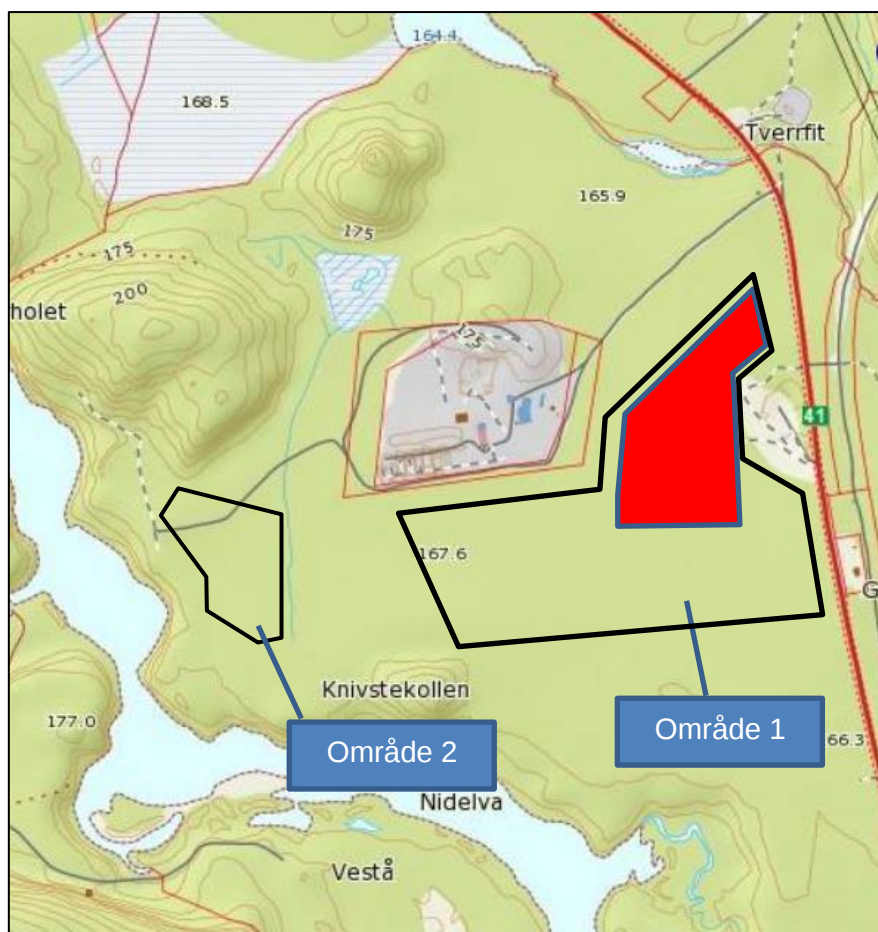 164.4
168.5
Tverrfit
165.9
175
175
200
holet
175
41
167.6
G
Knivstekollen
177.0
Område 2
Område 1
66.3
Nidelva
Vestå